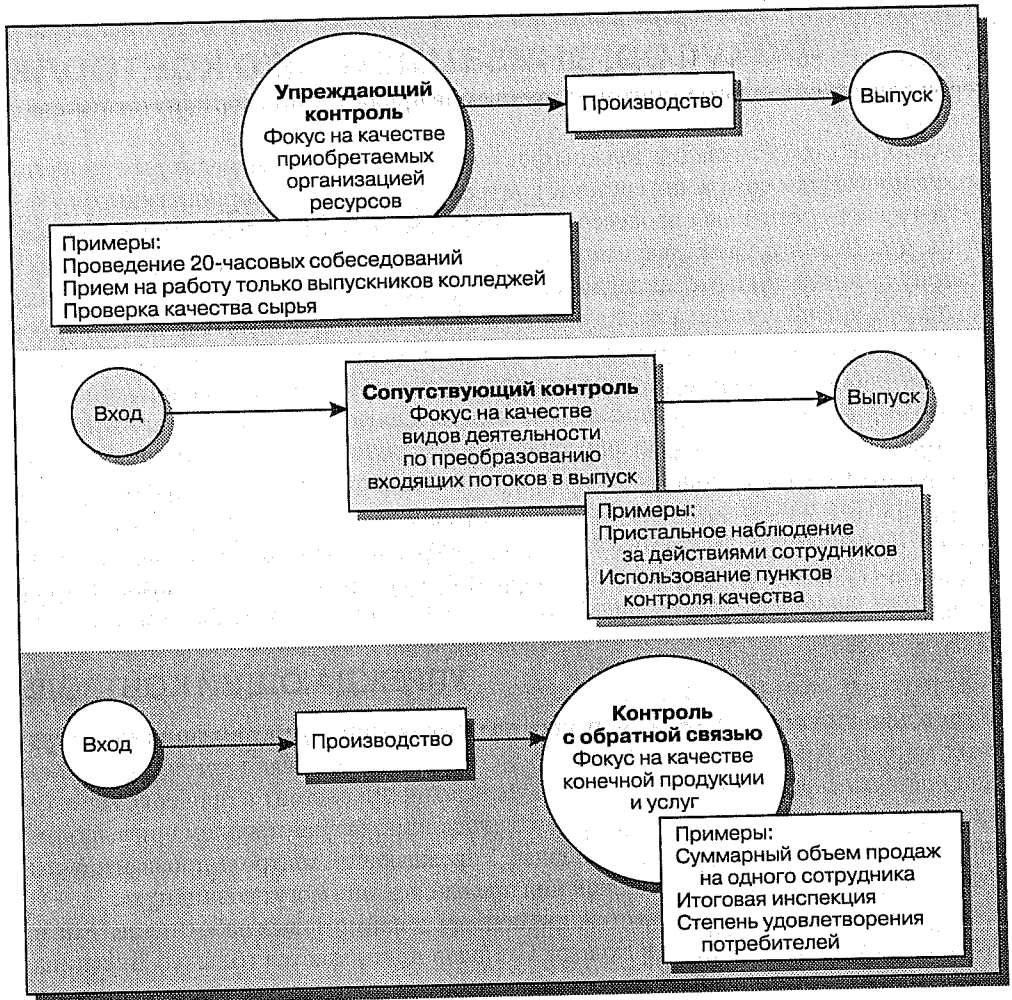 Упреждающий
контроль
Фокус на качестве
приобретаемых
организацией
ресурсов
Производство
Выпуск
Примеры:
Проведение 20-часовых собеседований
Прием на работу только выпускников колледжей
Проверка качества сырья
Вход
Сопутствующий контроль
Фокус на качестве
видов деятельности
по преобразованию
входящих потоков в выпуск
Выпуск
Примеры:
Пристальное наблюдение
за действиями сотрудников
Использование пунктов
контроля качества
Вход
Производство
Контроль
с обратной связью
Фокус на качестве
конечной продукции
и услуг
Примеры:
Суммарный объем продаж
на одного сотрудника
Итоговая инспекция
Степень удовлетворения
потребителей